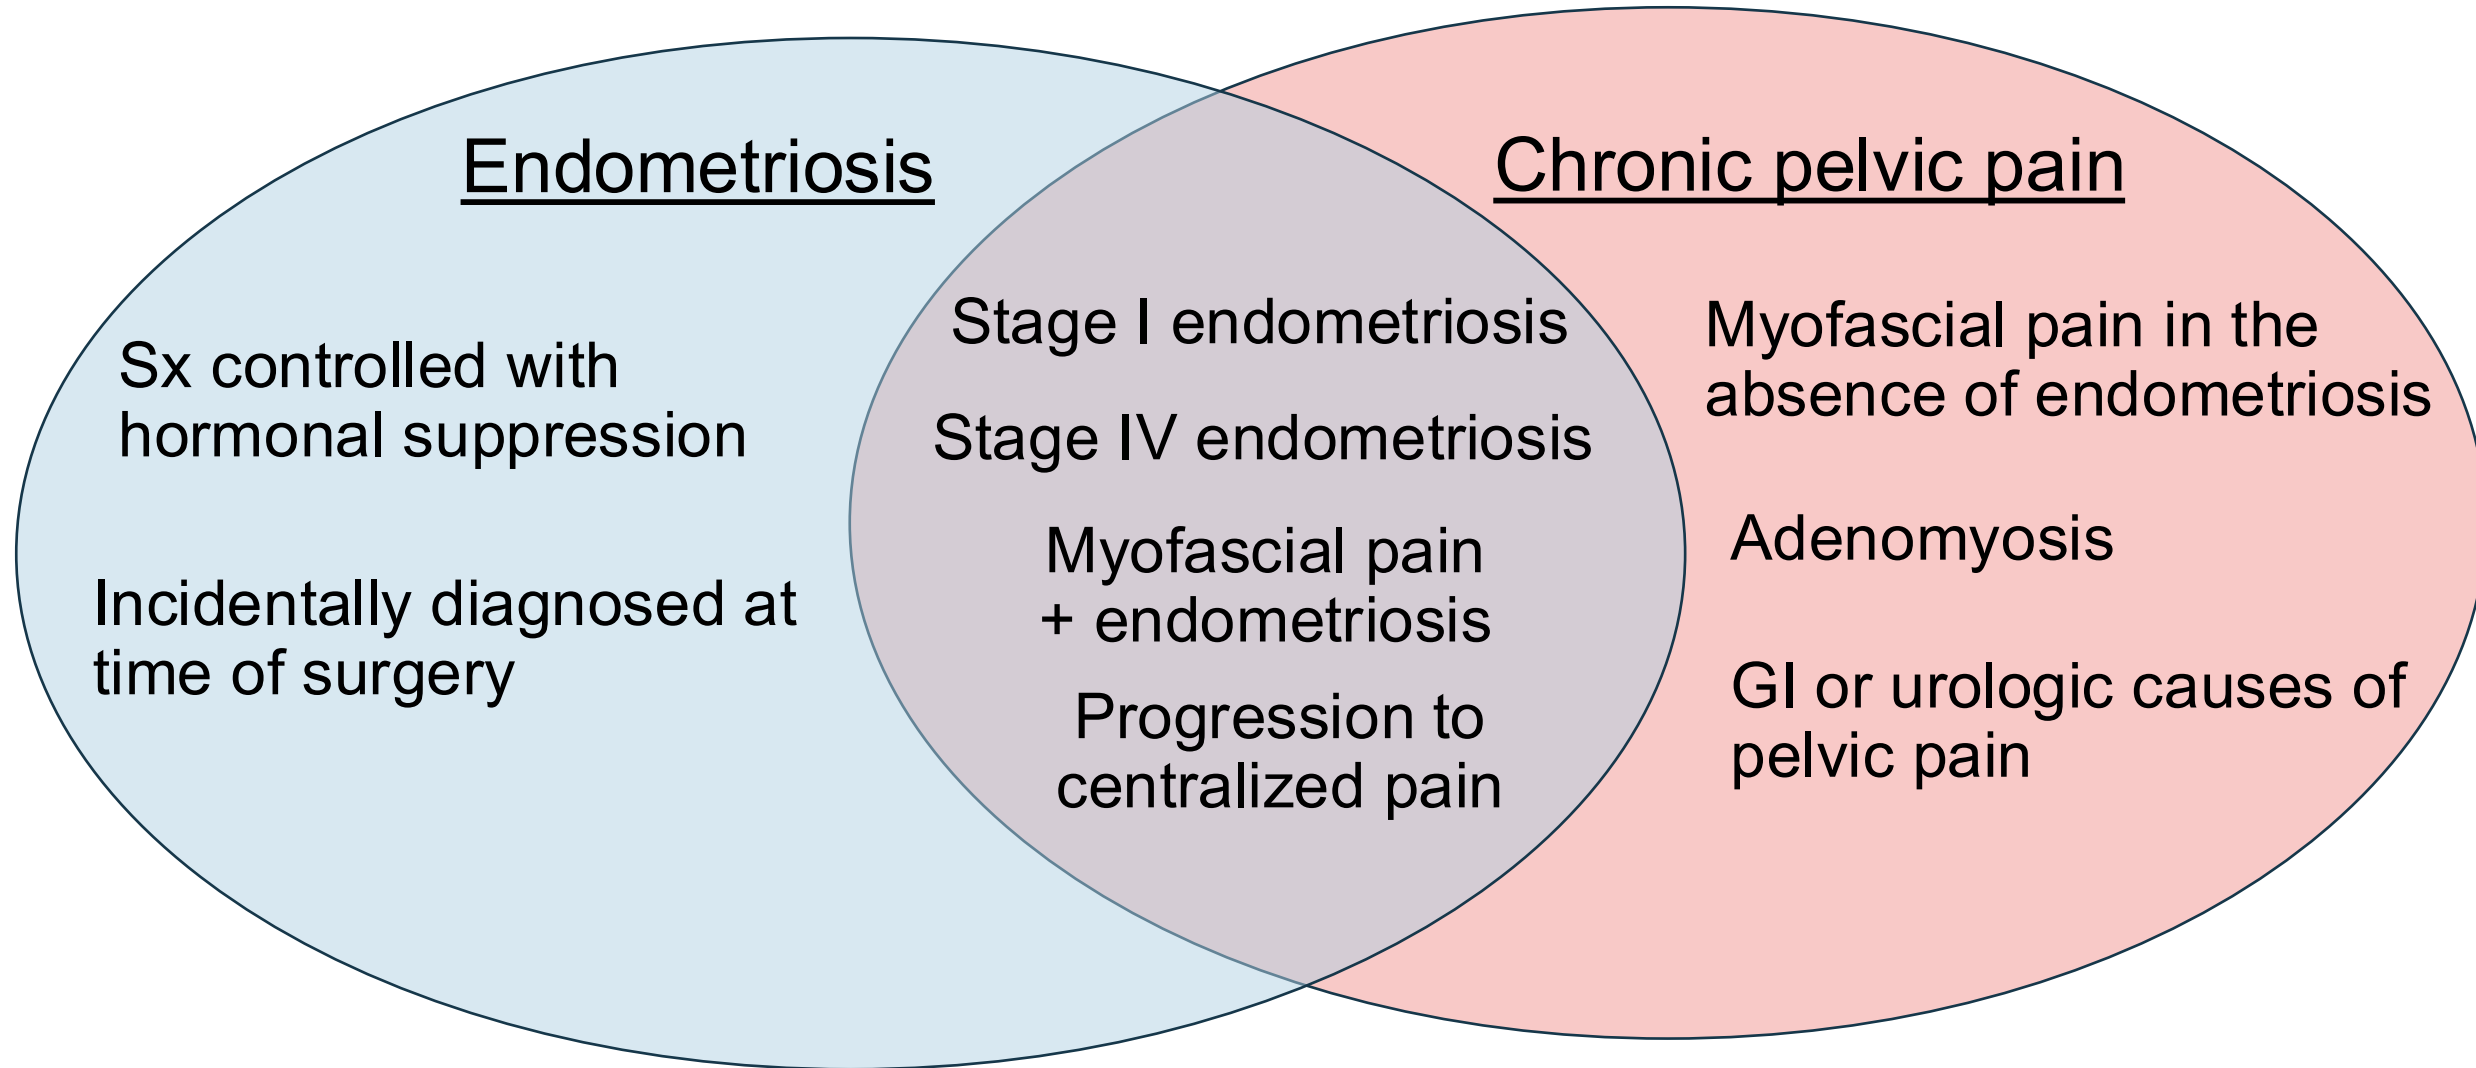 Endometriosis
Sx controlled with
hormonal suppression
Incidentally diagnosed at
time of surgery
Stage I endometriosis
Stage IV endometriosis
Myofascial pain
+ endometriosis
Progression to
centralized pain
Chronic pelvic pain
Myofascial pain in the
absence of endometriosis
Adenomyosis
GI or urologic causes of
pelvic pain